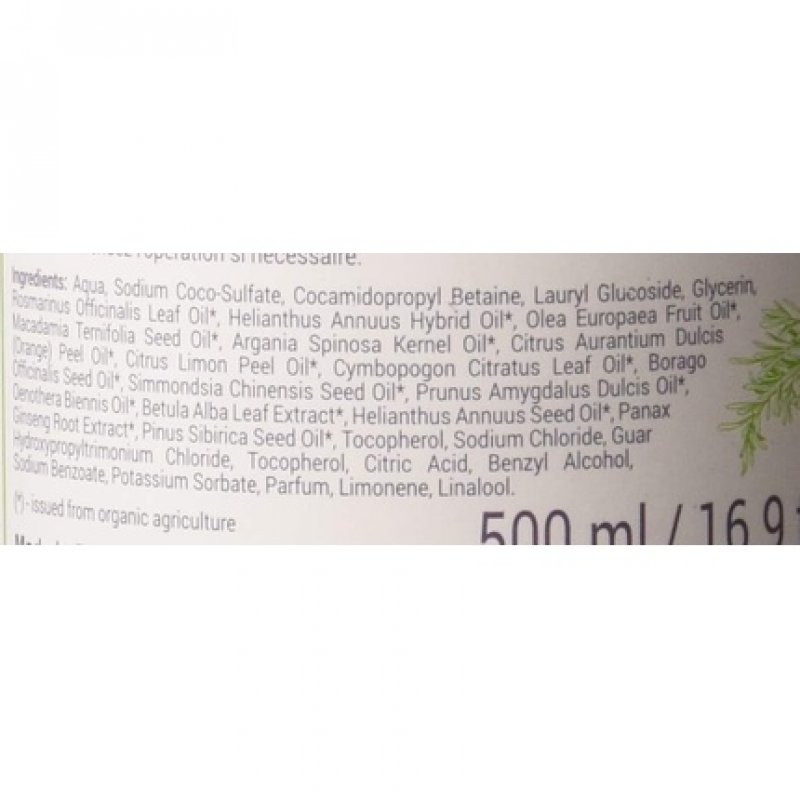 l'opération si nécessaire.
Ingredients: Aqua, Sodium Coco-Sulfate, Cocamidopropyl Betaine, Lauryl Glucoside, Glycerin,
Rosmarinus Officinalis Leaf Oil*, Helianthus Annuus Hybrid Oil*, Olea Europaea Fruit Oil*,
Macadamia Ternifolia Seed Oil*, Argania Spinosa Kernel Oil*, Citrus Aurantium Dulcis
(Orange) Peel Oil*, Citrus Limon Peel Oil*, Cymbopogon Citratus Leaf Oil*, Borago
Officinalis Seed Oil*, Simmondsia Chinensis Seed Oil*, Prunus Amygdalus Dulcis Oil*,
Oenothera Biennis Oil*, Betula Alba Leaf Extract*, Helianthus Annuus Seed Oil*, Panax
Ginseng Root Extract*, Pinus Sibirica Seed Oil*, Tocopherol, Sodium Chloride, Guar
Hydroxypropyltrimonium Chloride, Tocopherol, Citric Acid, Benzyl Alcohol,
Sodium Benzoate, Potassium Sorbate, Parfum, Limonene, Linalool.
(*) - issued from organic agriculture
500 ml / 16.9